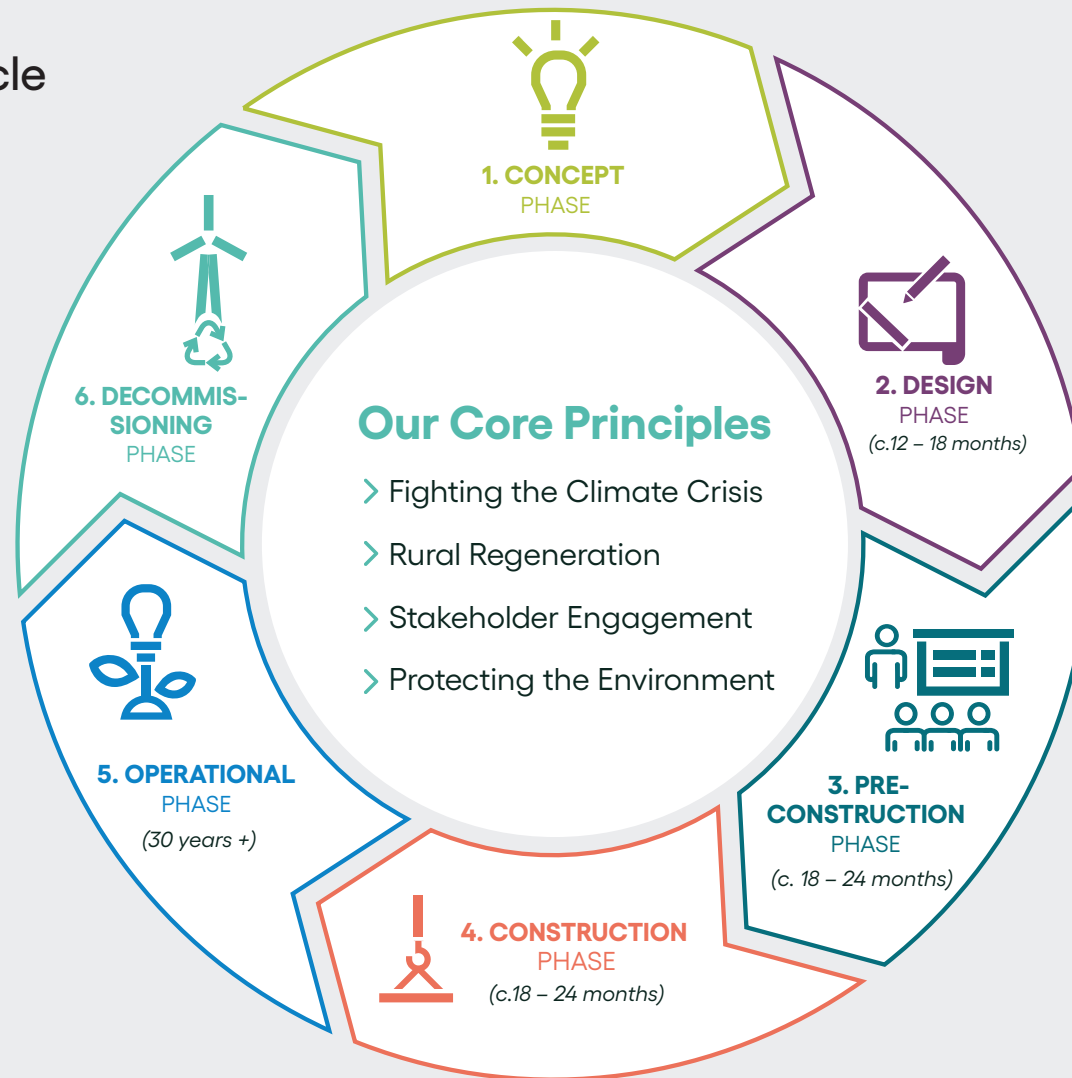 cle
1. CONCEPT
PHASE
2. DESIGN
PHASE
(c.12 – 18 months)
3. PRE-
CONSTRUCTION
PHASE
(c. 18 – 24 months)
4. CONSTRUCTION
PHASE
(c.18 – 24 months)
5. OPERATIONAL
PHASE
(30 years +)
6. DECOMMIS-
SIONING
PHASE
Our Core Principles
Fighting the Climate Crisis
Rural Regeneration
Stakeholder Engagement
Protecting the Environment